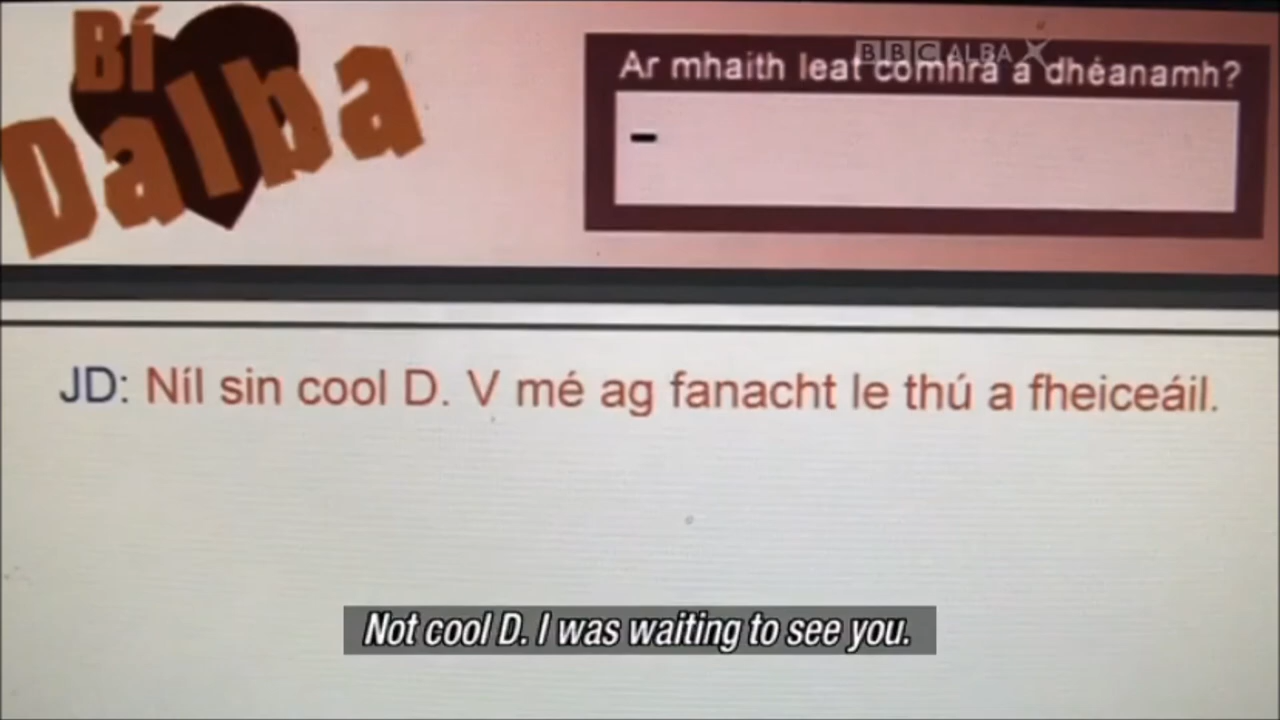 Bí
Dalba
BBC ALBA
Ar mhaith leat comhrá a dhéanamh?
JD: Níl sin cool D. V mé ag fanacht le thú a fheiceáil.
Not cool D. I was waiting to see you.